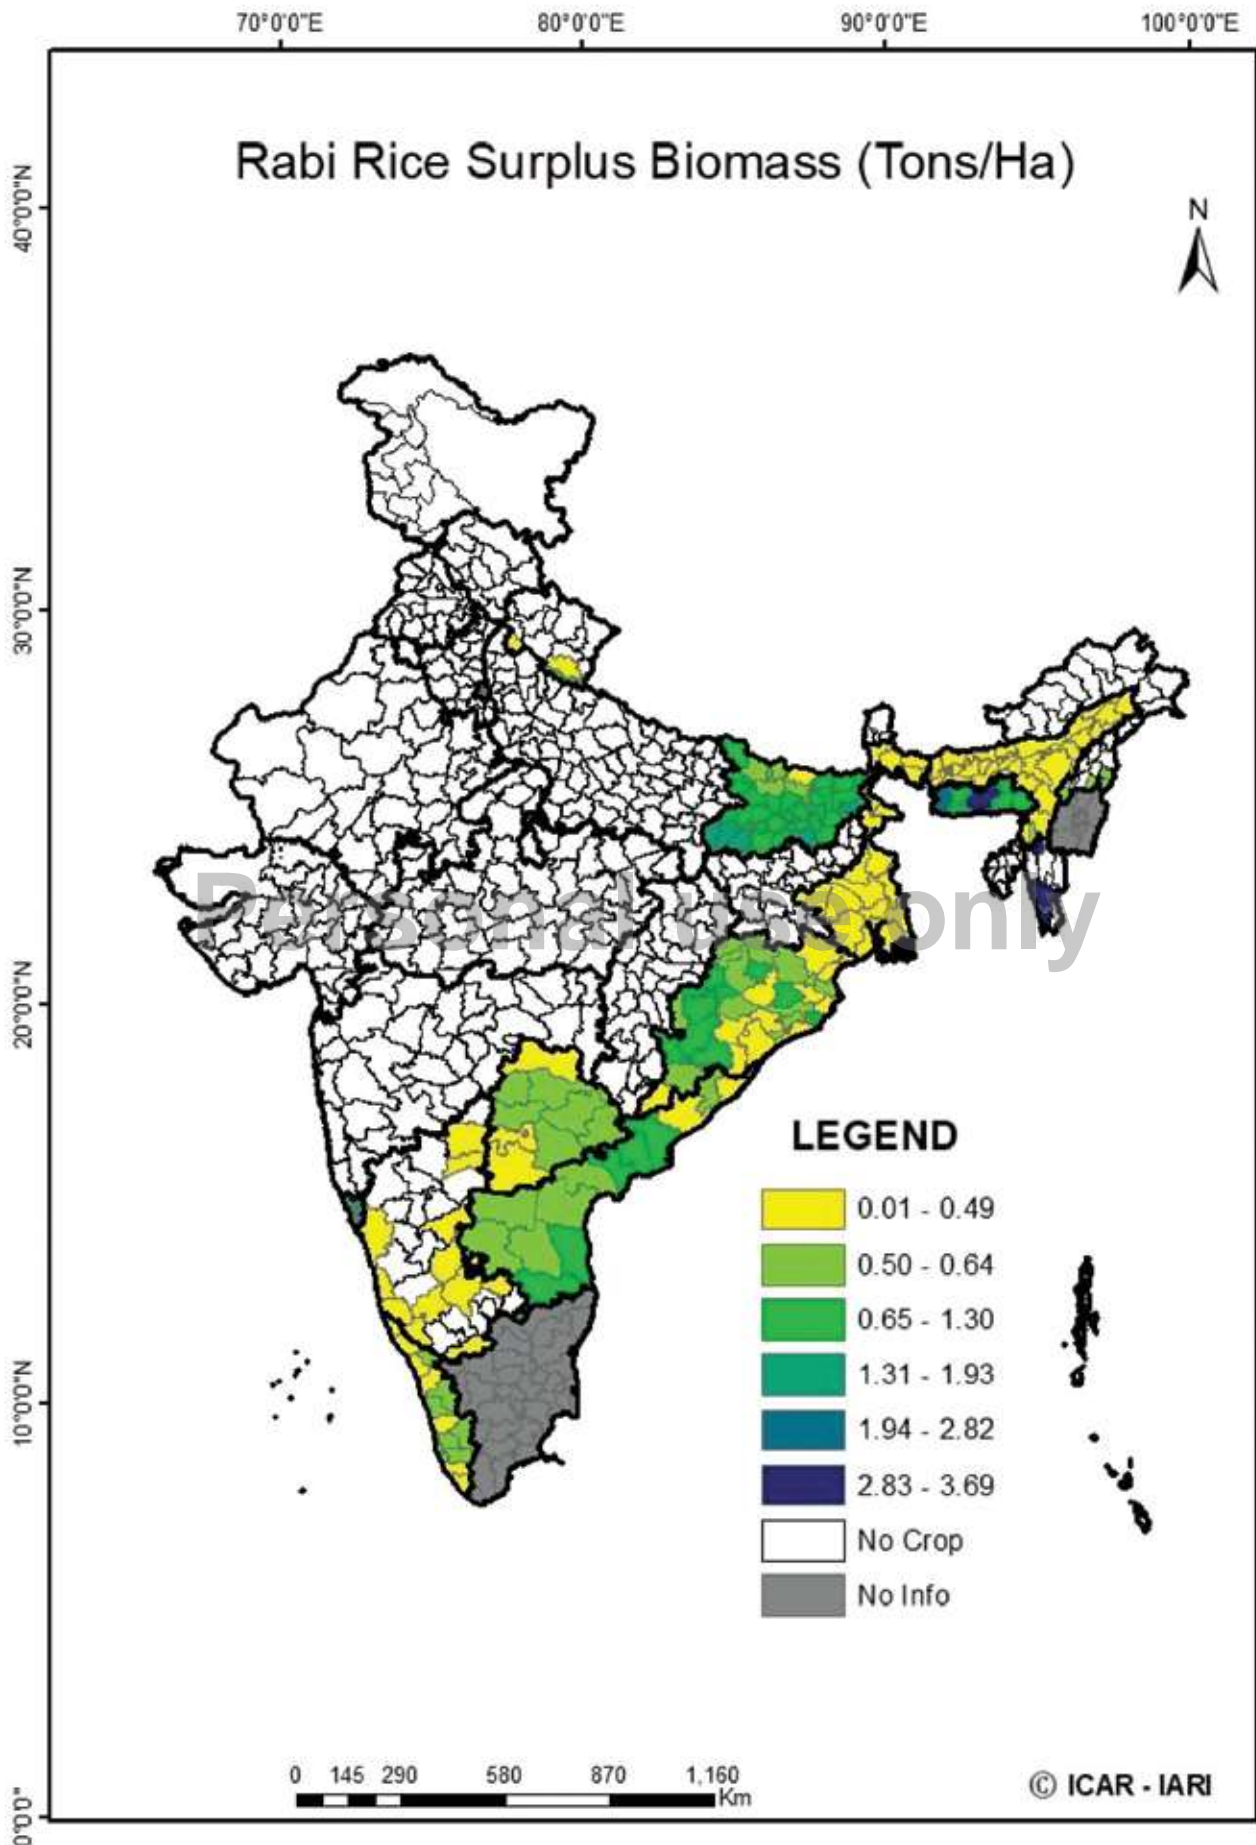 70°0'0"E 80°0'0"E 90°0'0"E 100°0'0"E
Rabi Rice Surplus Biomass (Tons/Ha)
N
40°0'0"N
30°0'0"N
20°0'0"N
10°0'0"N
Personal use only
LEGEND
0.01 - 0.49
0.50 - 0.64
0.65 - 1.30
1.31 - 1.93
1.94 - 2.82
2.83 - 3.69
No Crop
No Info
0 145 290 580 870 1,160
Km
© ICAR - IARI